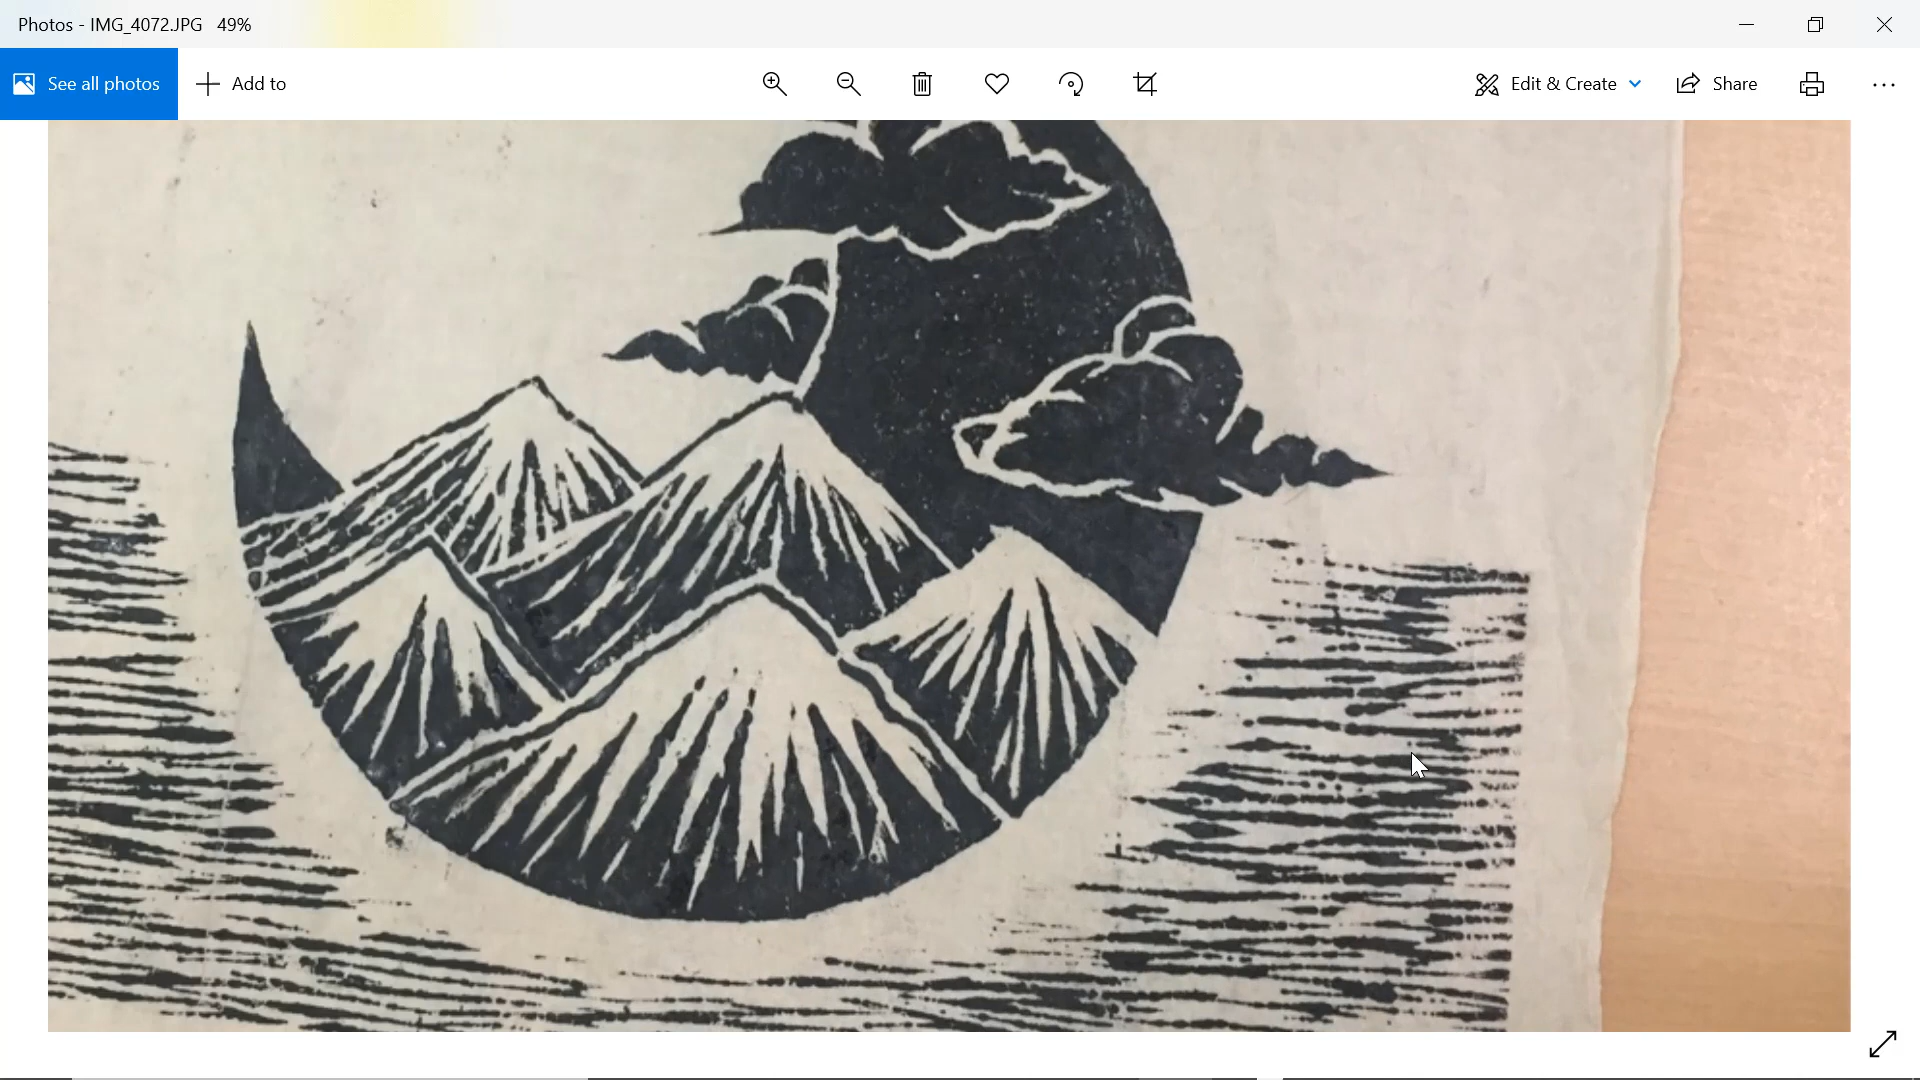 Photos - IMG_4072.JPG 49%
See all photos
Add to
Edit & Create
Share